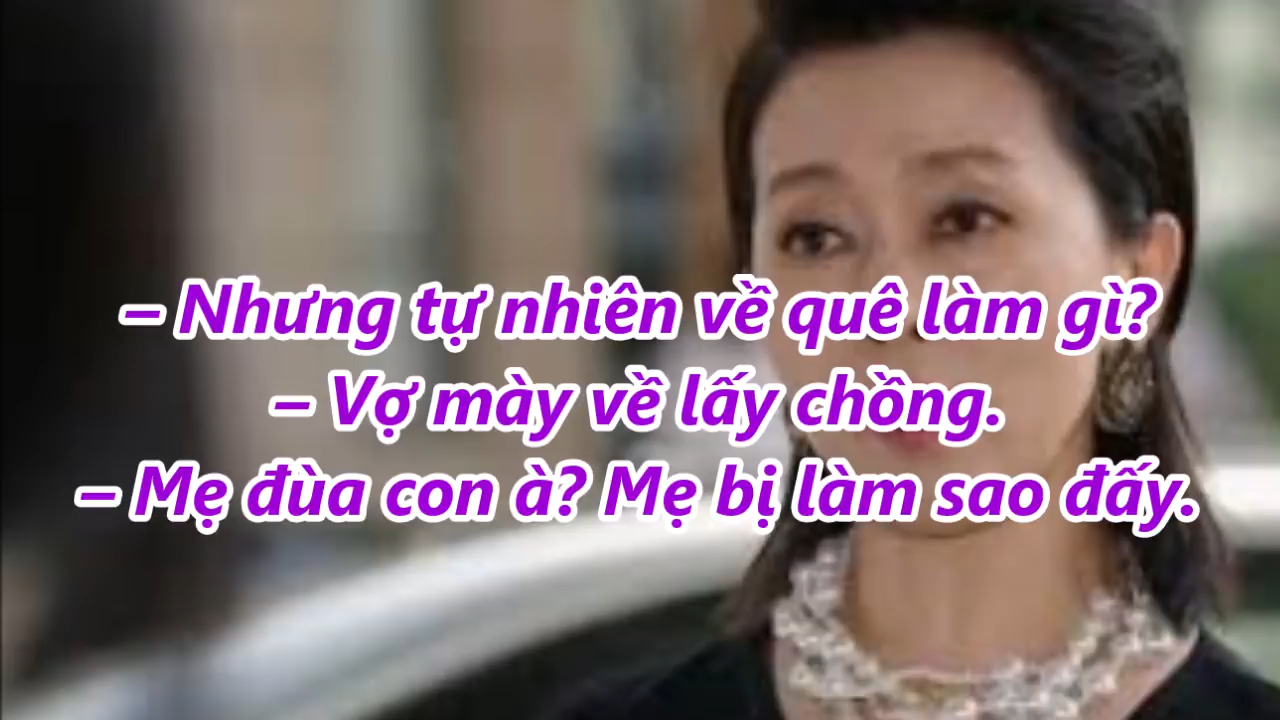 – Nhưng tự nhiên về quê làm gì?
– Vợ mày về lấy chồng.
– Mẹ đùa con à? Mẹ bị làm sao đấy.